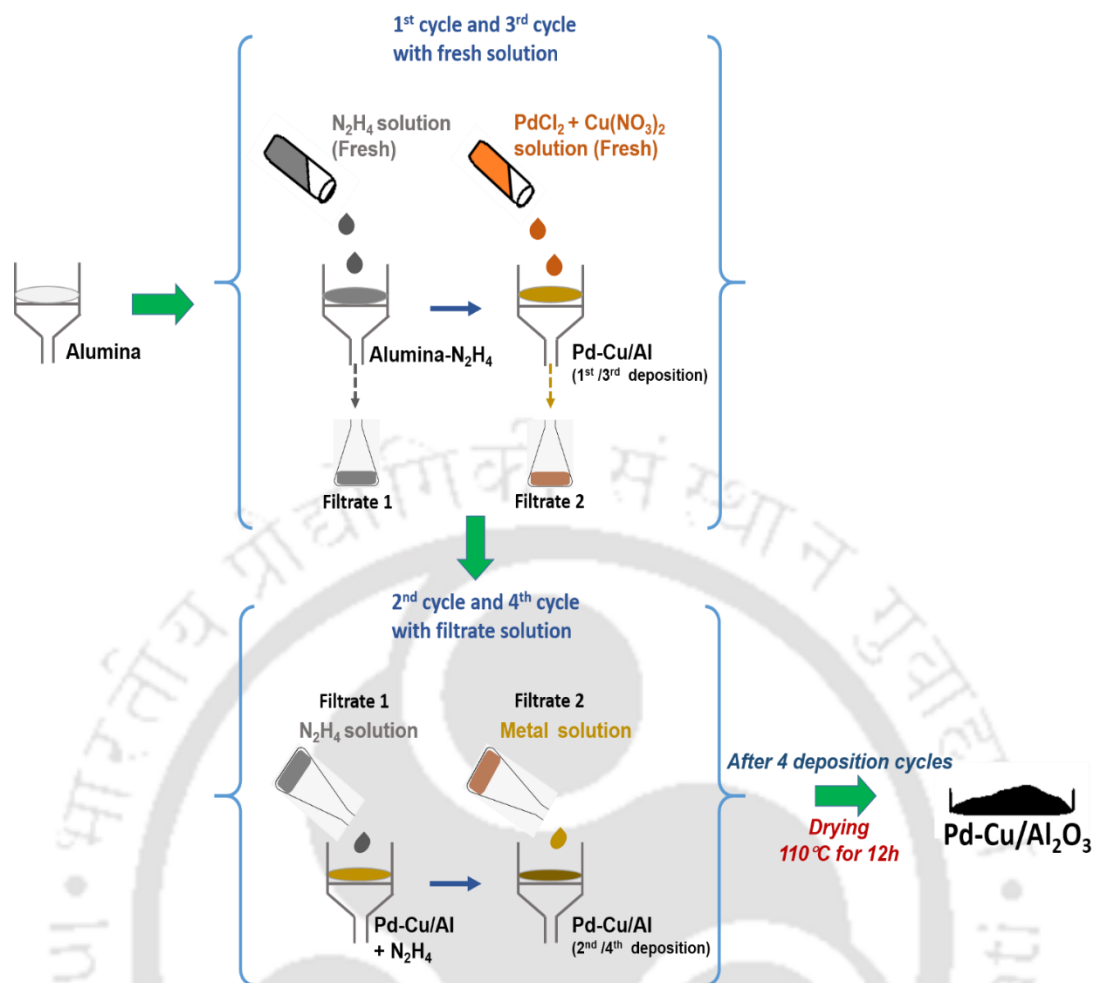 1st cycle and 3rd cycle
with fresh solution
N2H4 solution
(Fresh)
PdCl2 + Cu(NO3)2
solution (Fresh)
Alumina
Alumina-N2H4
Pd-Cu/Al
(1st /3rd deposition)
Filtrate 1
Filtrate 2
2nd cycle and 4th cycle
with filtrate solution
Filtrate 1
N2H4 solution
Filtrate 2
Metal solution
Pd-Cu/Al
+ N2H4
Pd-Cu/Al
(2nd /4th deposition)
After 4 deposition cycles
Drying
110°C for 12h
Pd-Cu/Al2O3